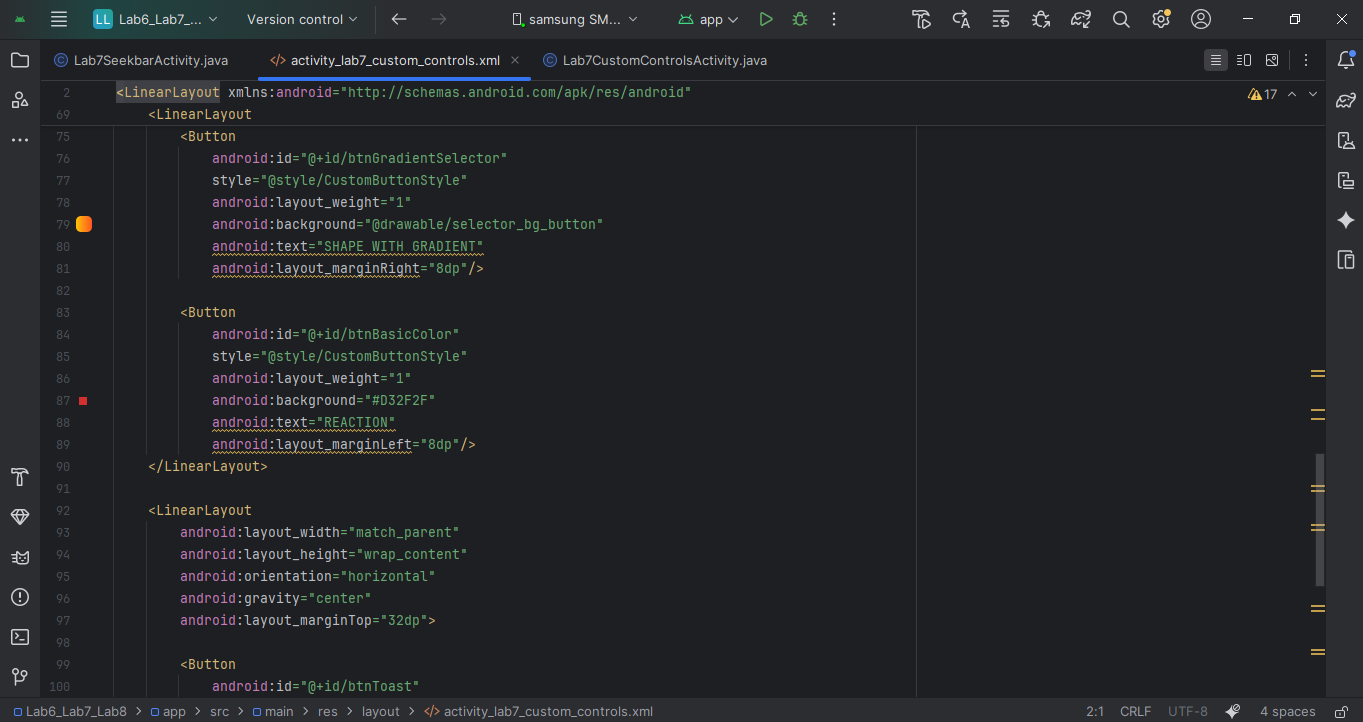 LL Lab6_Lab7_... Version control samsung SM... app
Lab7SeekbarActivity.java activity_lab7_custom_controls.xml Lab7CustomControlsActivity.java
2 <LinearLayout xmlns:android="http://schemas.android.com/apk/res/android" 17
69 <LinearLayout
75 <Button
76 android:id="@+id/btnGradientSelector"
77 style="@style/CustomButtonStyle"
78 android:layout_weight="1"
79 android:background="@drawable/selector_bg_button"
80 android:text="SHAPE WITH GRADIENT"
81 android:layout_marginRight="8dp"/>
82
83 <Button
84 android:id="@+id/btnBasicColor"
85 style="@style/CustomButtonStyle"
86 android:layout_weight="1"
87 android:background="#D32F2F"
88 android:text="REACTION"
89 android:layout_marginLeft="8dp"/>
90 </LinearLayout>
91
92 <LinearLayout
93 android:layout_width="match_parent"
94 android:layout_height="wrap_content"
95 android:orientation="horizontal"
96 android:gravity="center"
97 android:layout_marginTop="32dp">
98
99 <Button
100 android:id="@+id/btnToast"
Lab6_Lab7_Lab8 > app > src > main > res > layout > activity_lab7_custom_controls.xml 2:1 CRLF UTF-8 4 spaces